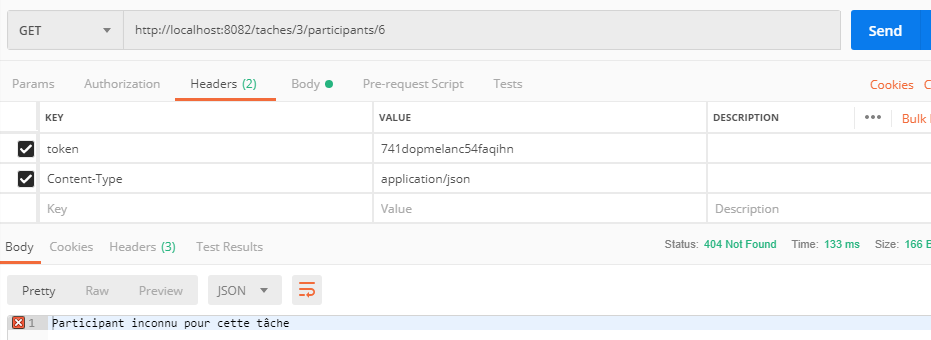 GET http://localhost:8082/taches/3/participants/6 Send
Params Authorization Headers (2) Body Pre-request Script Tests Cookies C
KEY VALUE DESCRIPTION ••• Bulk
token 741dopmelanc54faqihn
Content-Type application/json
Key Value Description
Body Cookies Headers (3) Test Results Status: 404 Not Found Time: 133 ms Size: 166 B
Pretty Raw Preview JSON
1 Participant inconnu pour cette tâche